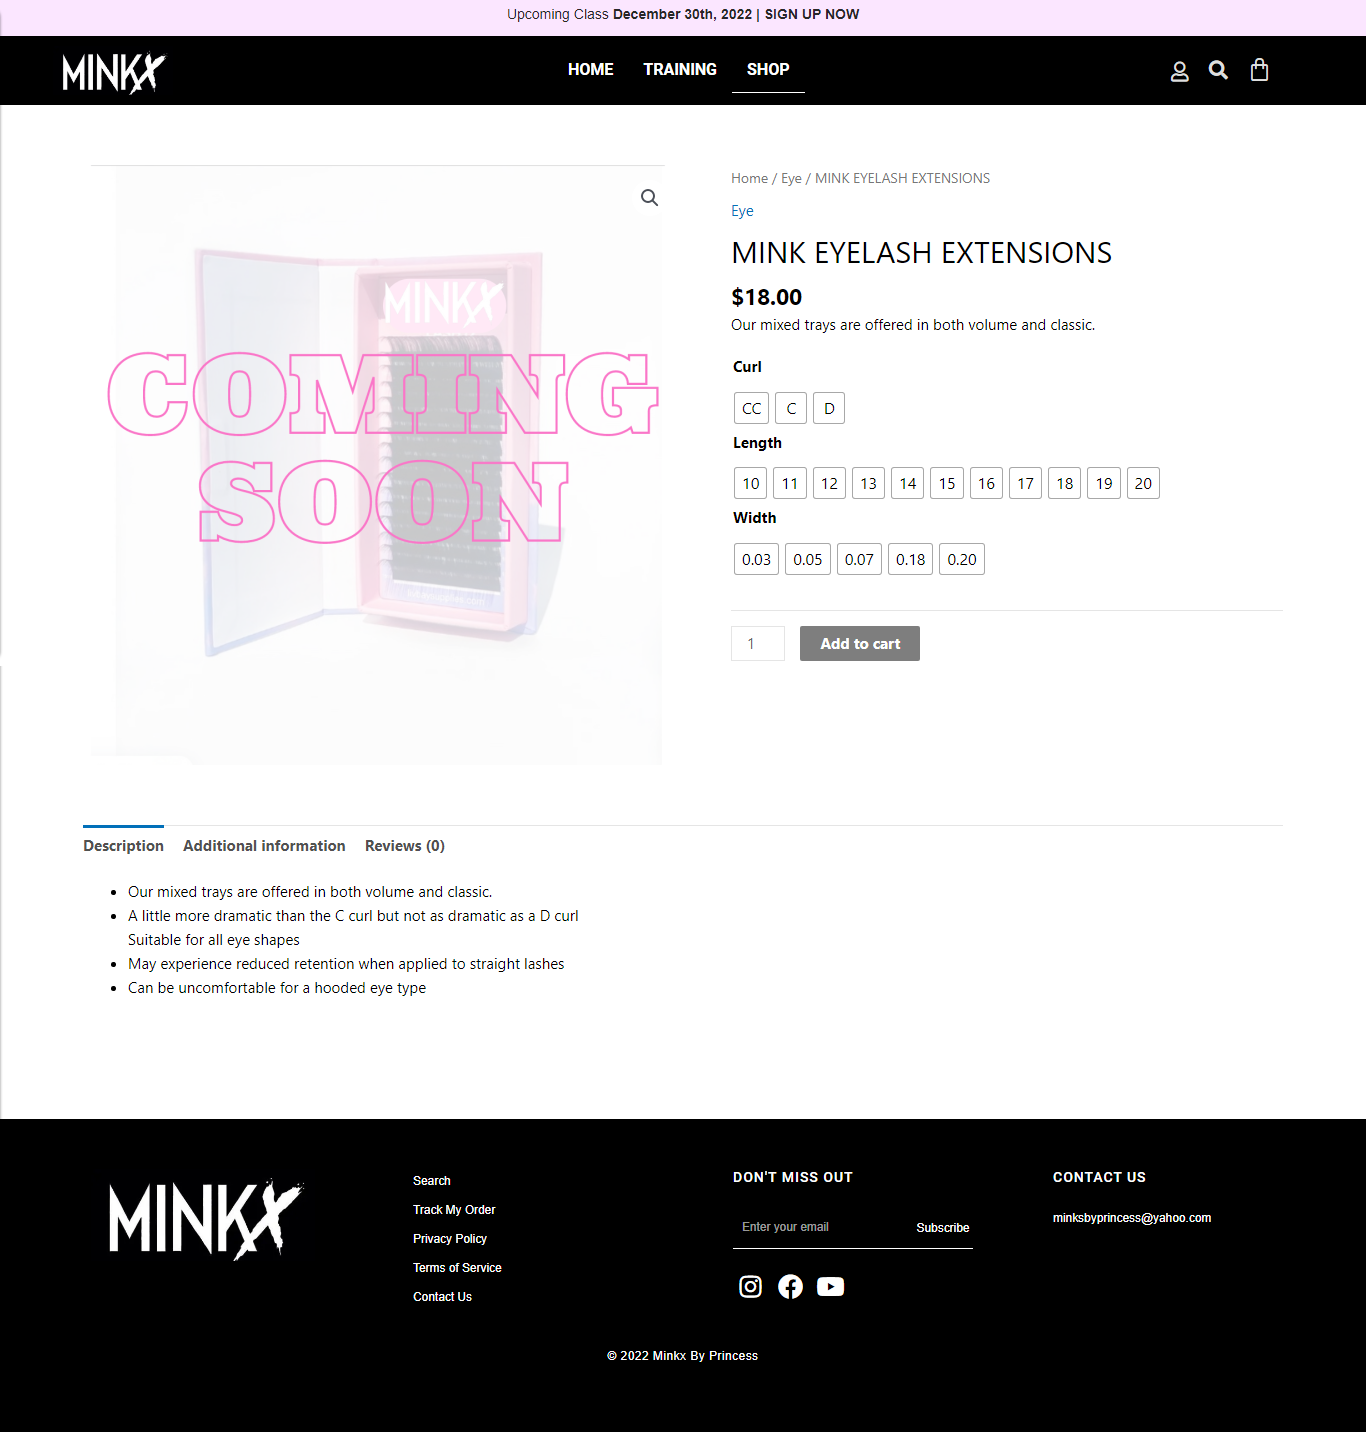 Upcoming Class December 30th, 2022 | SIGN UP NOW
MINKX
HOME
TRAINING
SHOP
MINKX
COMING
SOON
Home / Eye / MINK EYELASH EXTENSIONS
Eye
MINK EYELASH EXTENSIONS
$18.00
Our mixed trays are offered in both volume and classic.
Curl
CC C D
Length
10 11 12 13 14 15 16 17 18 19 20
Width
0.03 0.05 0.07 0.18 0.20
1
Add to cart
Description
Additional information
Reviews (0)
Our mixed trays are offered in both volume and classic.
A little more dramatic than the C curl but not as dramatic as a D curl
Suitable for all eye shapes
May experience reduced retention when applied to straight lashes
Can be uncomfortable for a hooded eye type
MINKX
Search
Track My Order
Privacy Policy
Terms of Service
Contact Us
DON'T MISS OUT
Enter your email
Subscribe
CONTACT US
minksbyprincess@yahoo.com
© 2022 Minkx By Princess